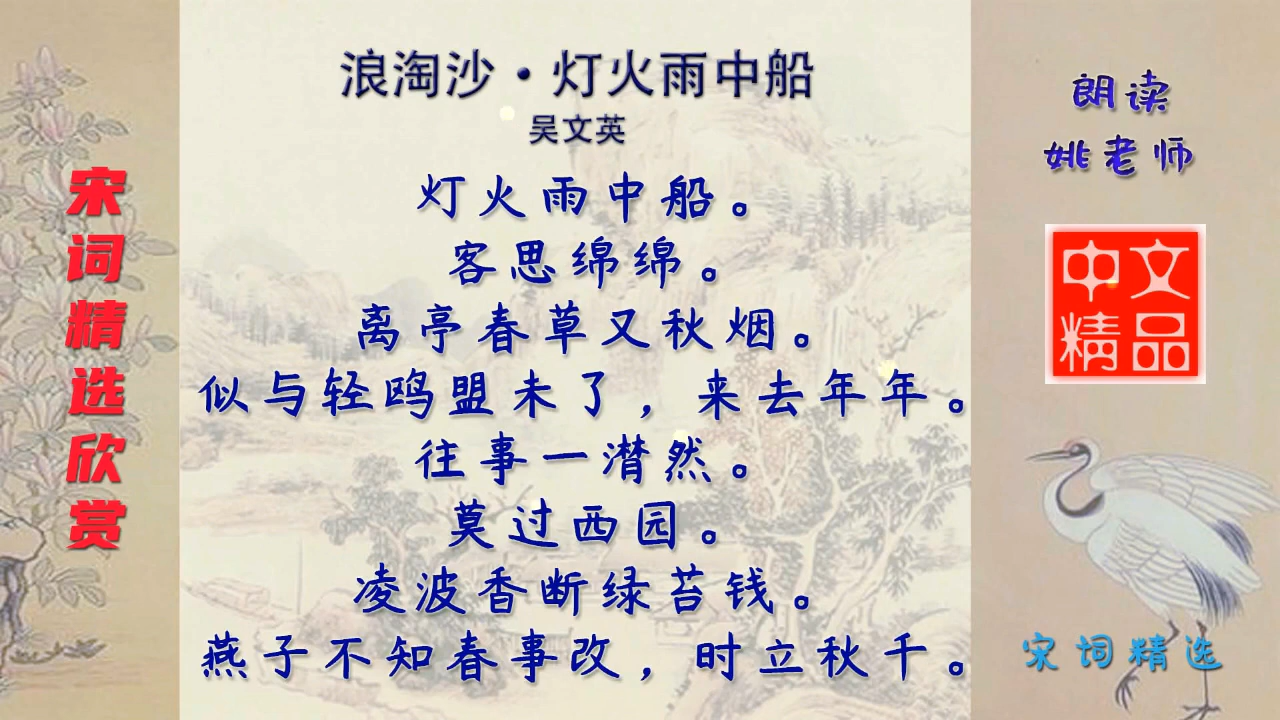 浪淘沙·灯火雨中船
吴文英
灯火雨中船。
客思绵绵。
离亭春草又秋烟。
似与轻鸥盟未了，来去年年。
往事一潸然。
莫过西园。
凌波香断绿苔钱。
燕子不知春事改，时立秋千。
宋词精选欣赏
朗读
姚老师
中文
精品
宋词精选